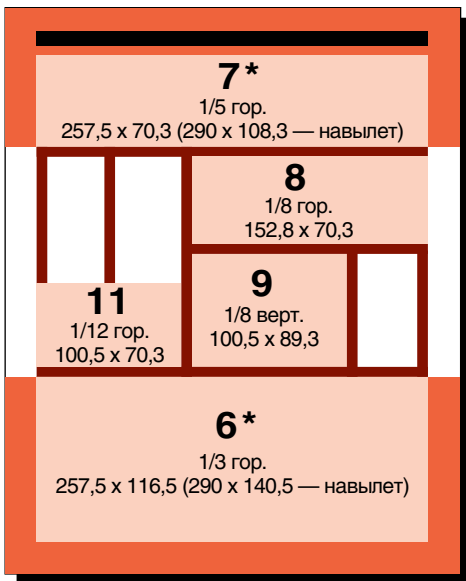 7*
1/5 гор.
257,5 x 70,3 (290 x 108,3 — навылет)
8
1/8 гор.
152,8 x 70,3
9
1/8 верт.
100,5 x 89,3
11
1/12 гор.
100,5 x 70,3
6*
1/3 гор.
257,5 x 116,5 (290 x 140,5 — навылет)